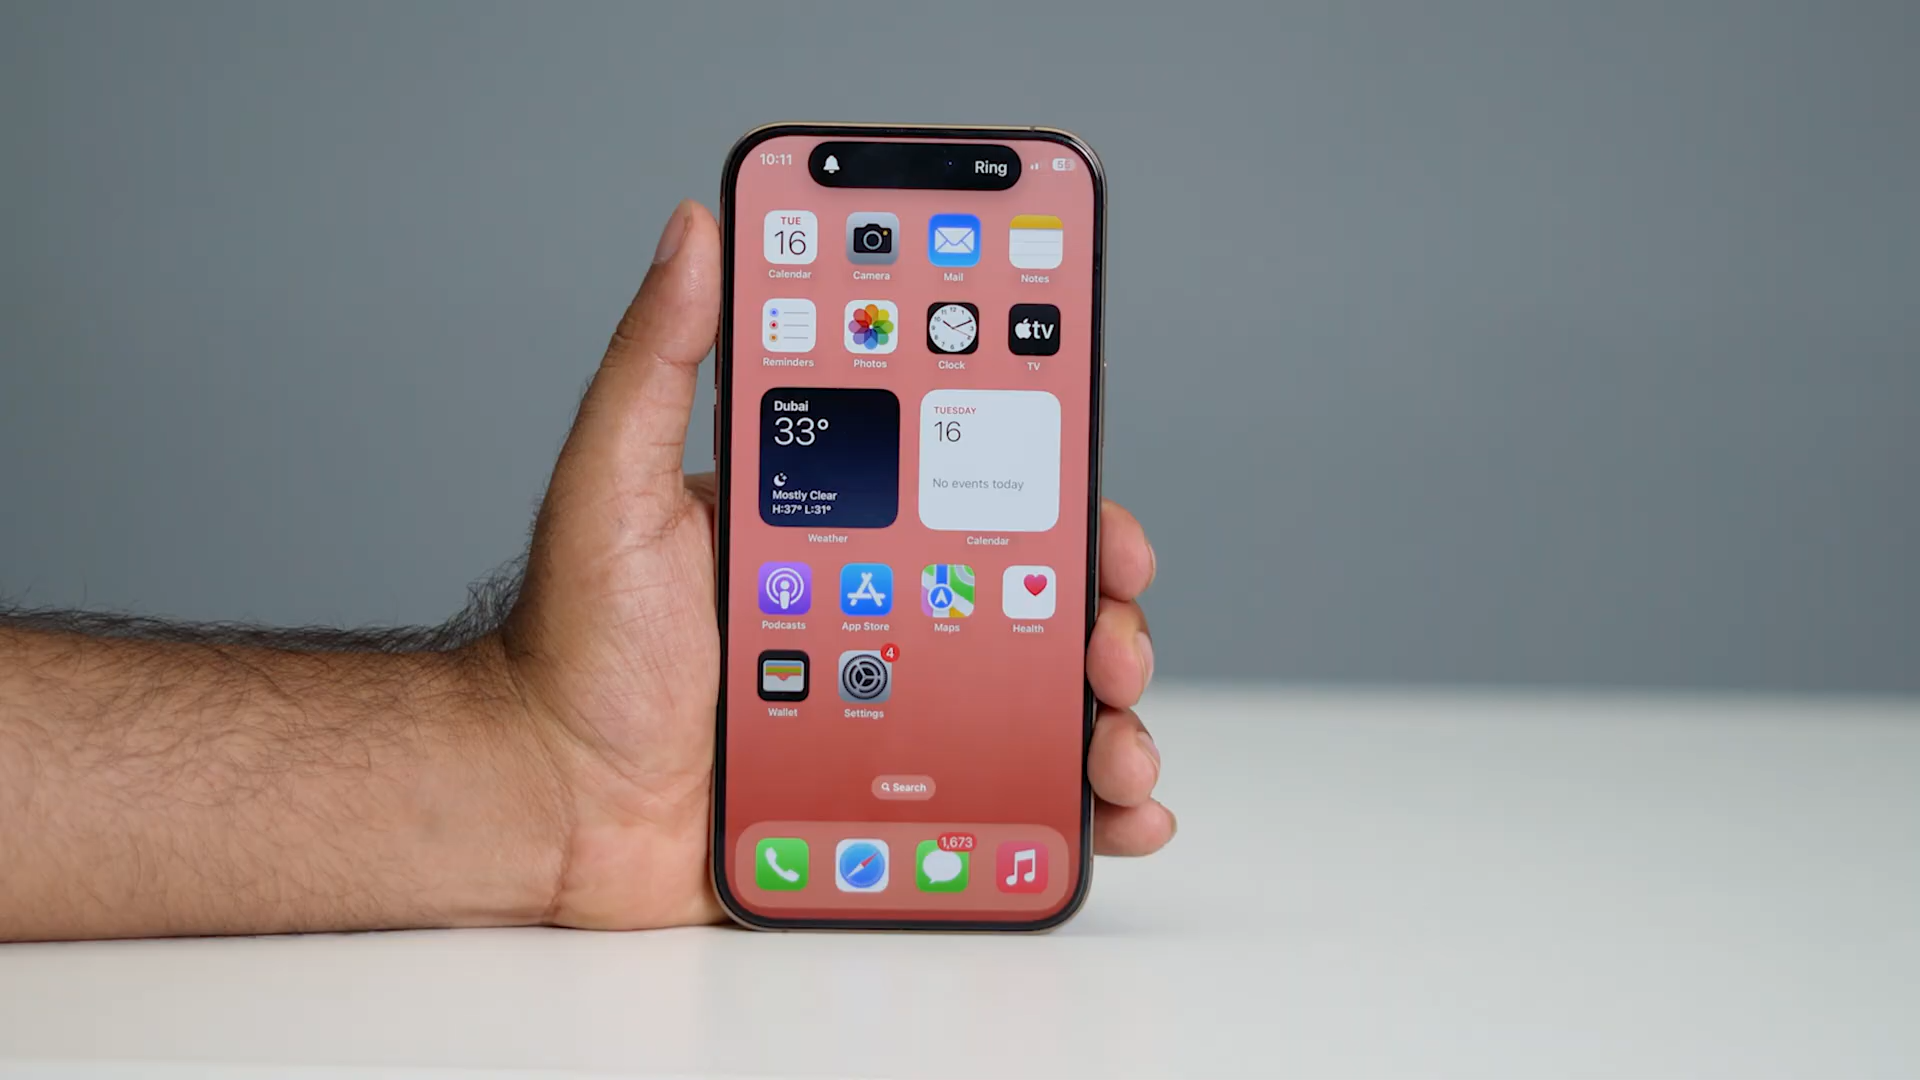 10:11
Ring
TUE
16
Calendar
Camera
Mail
Notes
Reminders
Photos
Clock
tv
TV
Dubai
33°
Mostly Clear
H:37° L:31°
Weather
TUESDAY
16
No events today
Calendar
Podcasts
App Store
Maps
Health
Wallet
4
Settings
Search
1,673